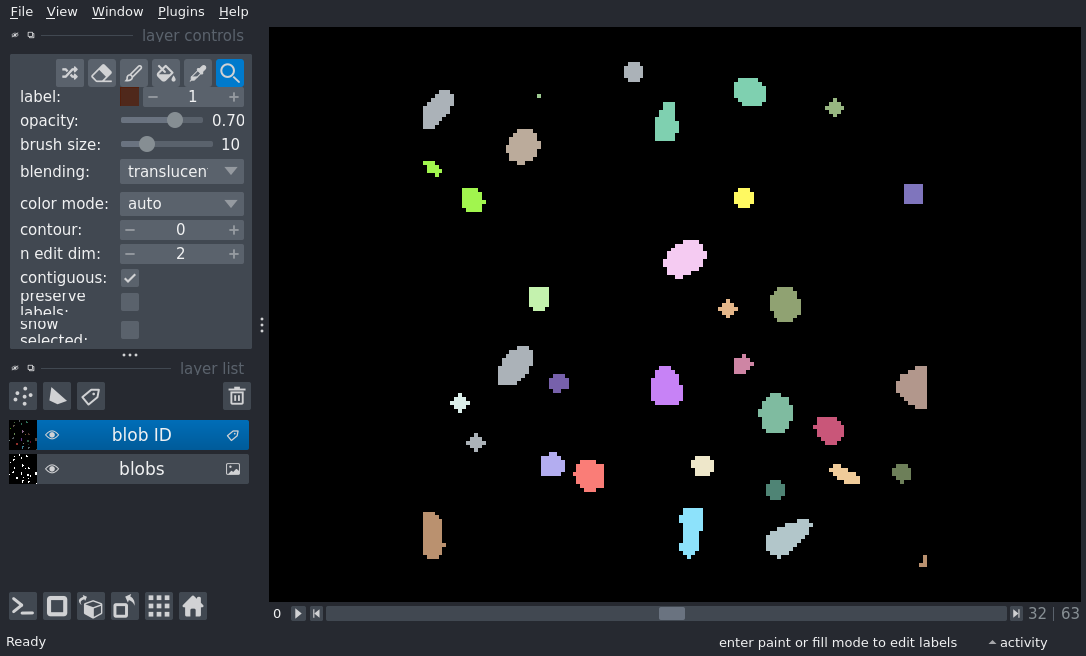 File View Window Plugins Help
layer controls
label: 1
opacity: 0.70
brush size: 10
blending: translucen
color mode: auto
contour: 0
n edit dim: 2
contiguous:
preserve
labels:
show
selected:
layer list
blob ID
blobs
0 32 63
Ready enter paint or fill mode to edit labels activity